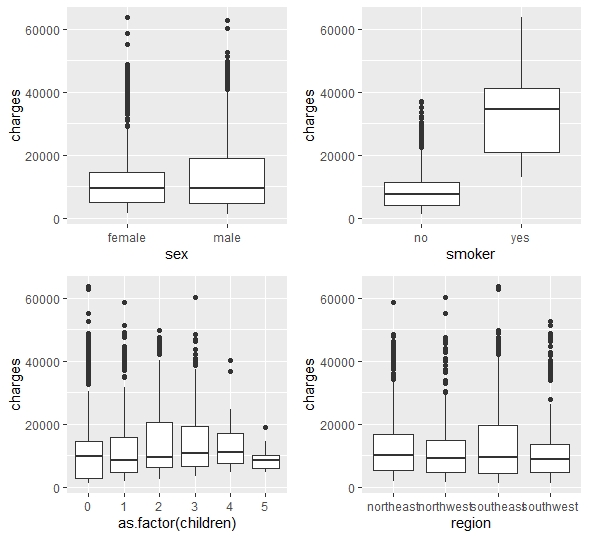 60000
40000
20000
0
charges
female male
sex
60000
40000
20000
0
charges
no yes
smoker
60000
40000
20000
0
charges
0 1 2 3 4 5
as.factor(children)
60000
40000
20000
0
charges
northeast northwest southeast southwest
region